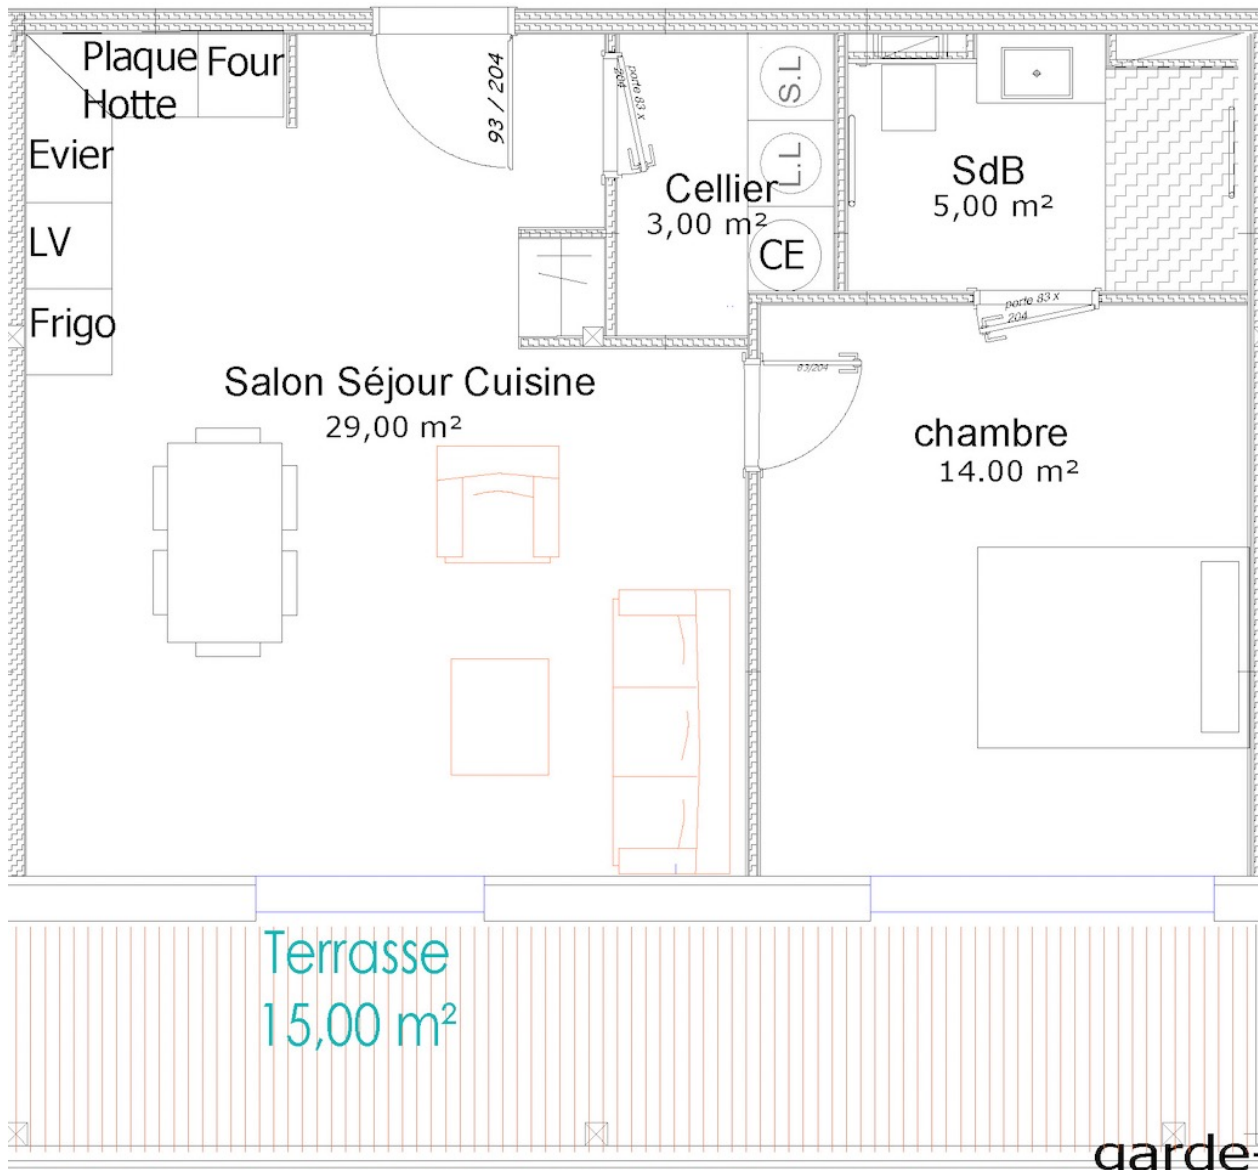 Plaque
Hotte
Four
93 / 204
porte 83 x
204
S.L
Evier
L.L
Cellier
3,00 m²
SdB
5,00 m²
LV
CE
Frigo
porte 83 x
204
Salon Séjour Cuisine
29,00 m²
83/204
chambre
14.00 m²
Terrasse
15,00 m²
garde